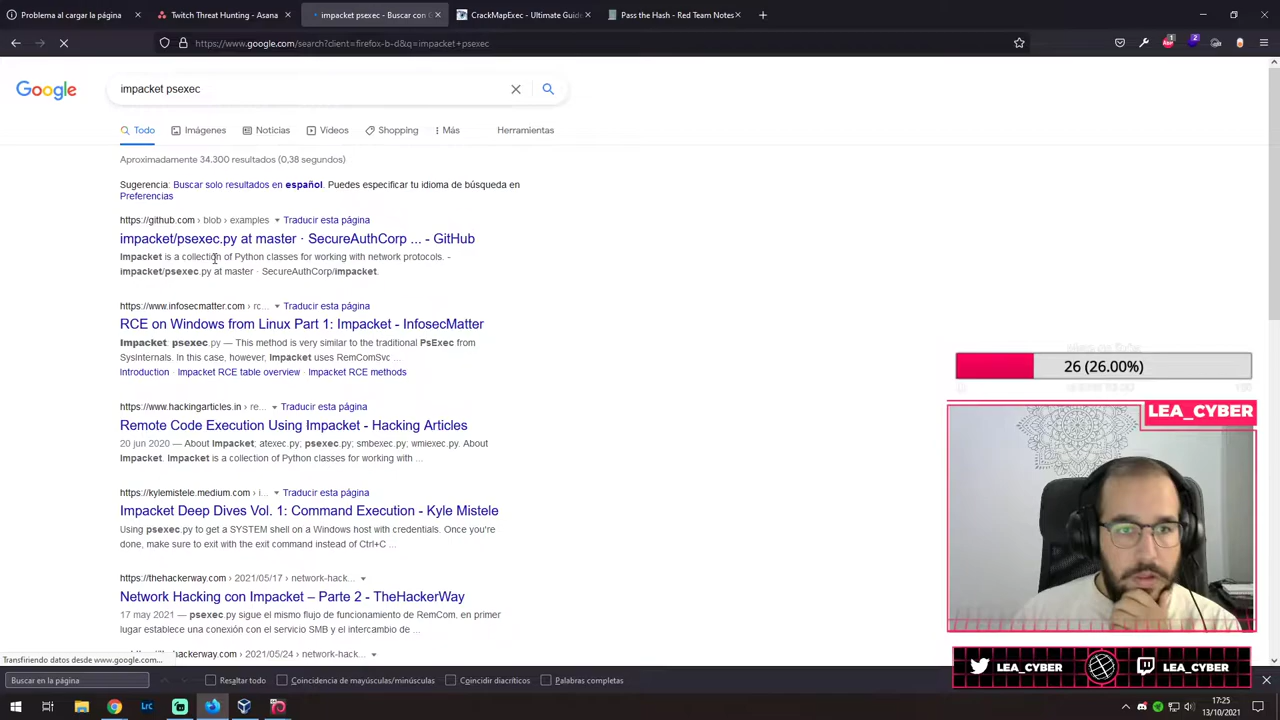 Problema al cargar la página
Twitch Threat Hunting - Asana
impacket psexec - Buscar con G
CrackMapExec - Ultimate Guide
Pass the Hash - Red Team Notes
https://www.google.com/search?client=firefox-b-d&q=impacket+psexec
Google
impacket psexec
Todo
Imágenes
Noticias
Vídeos
Shopping
Más
Herramientas
Aproximadamente 34.300 resultados (0,38 segundos)
Sugerencia: Buscar solo resultados en español. Puedes especificar tu idioma de búsqueda en
Preferencias
https://github.com › blob › examples Traducir esta página
impacket/psexec.py at master · SecureAuthCorp ... - GitHub
Impacket is a collection of Python classes for working with network protocols. -
impacket/psexec.py at master · SecureAuthCorp/impacket.
https://www.infosecmatter.com › rc... Traducir esta página
RCE on Windows from Linux Part 1: Impacket - InfosecMatter
Impacket: psexec.py — This method is very similar to the traditional PsExec from
SysInternals. In this case, however, Impacket uses RemComSvc ...
Introduction · Impacket RCE table overview · Impacket RCE methods
https://www.hackingarticles.in › re... Traducir esta página
Remote Code Execution Using Impacket - Hacking Articles
20 jun 2020 — About Impacket; atexec.py; psexec.py; smbexec.py; wmiexec.py. About
Impacket. Impacket is a collection of Python classes for working with ...
https://kylemistele.medium.com › i... Traducir esta página
Impacket Deep Dives Vol. 1: Command Execution - Kyle Mistele
Using psexec.py to get a SYSTEM shell on a Windows host with credentials. Once you're
done, make sure to exit with the exit command instead of Ctrl+C ...
https://thehackerway.com › 2021/05/17 › network-hack...
Network Hacking con Impacket – Parte 2 - TheHackerWay
17 may 2021 — psexec.py sigue el mismo flujo de funcionamiento de RemCom, en primer
lugar establece una conexión con el servicio SMB y el intercambio de ...
hackerway.com › 2021/05/24 › network-hack...
Transfiriendo datos desde www.google.com...
Buscar en la página
Resaltar todo
Coincidencia de mayúsculas/minúsculas
Coincidir diacríticos
Palabras completas
26 (26.00%)
LEA_CYBER
LEA_CYBER
LEA_CYBER
17:25
13/10/2021